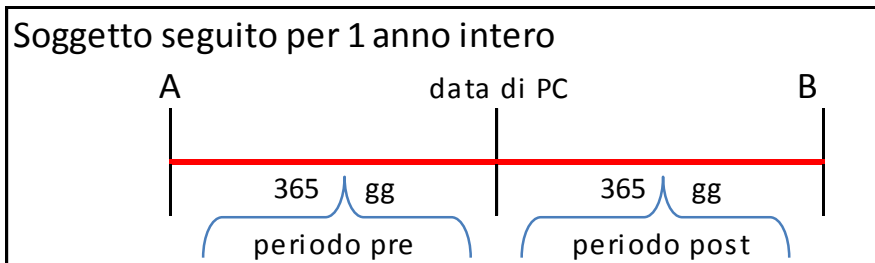 Soggetto seguito per 1 anno intero
A data di PC B
365 gg 365 gg
periodo pre periodo post